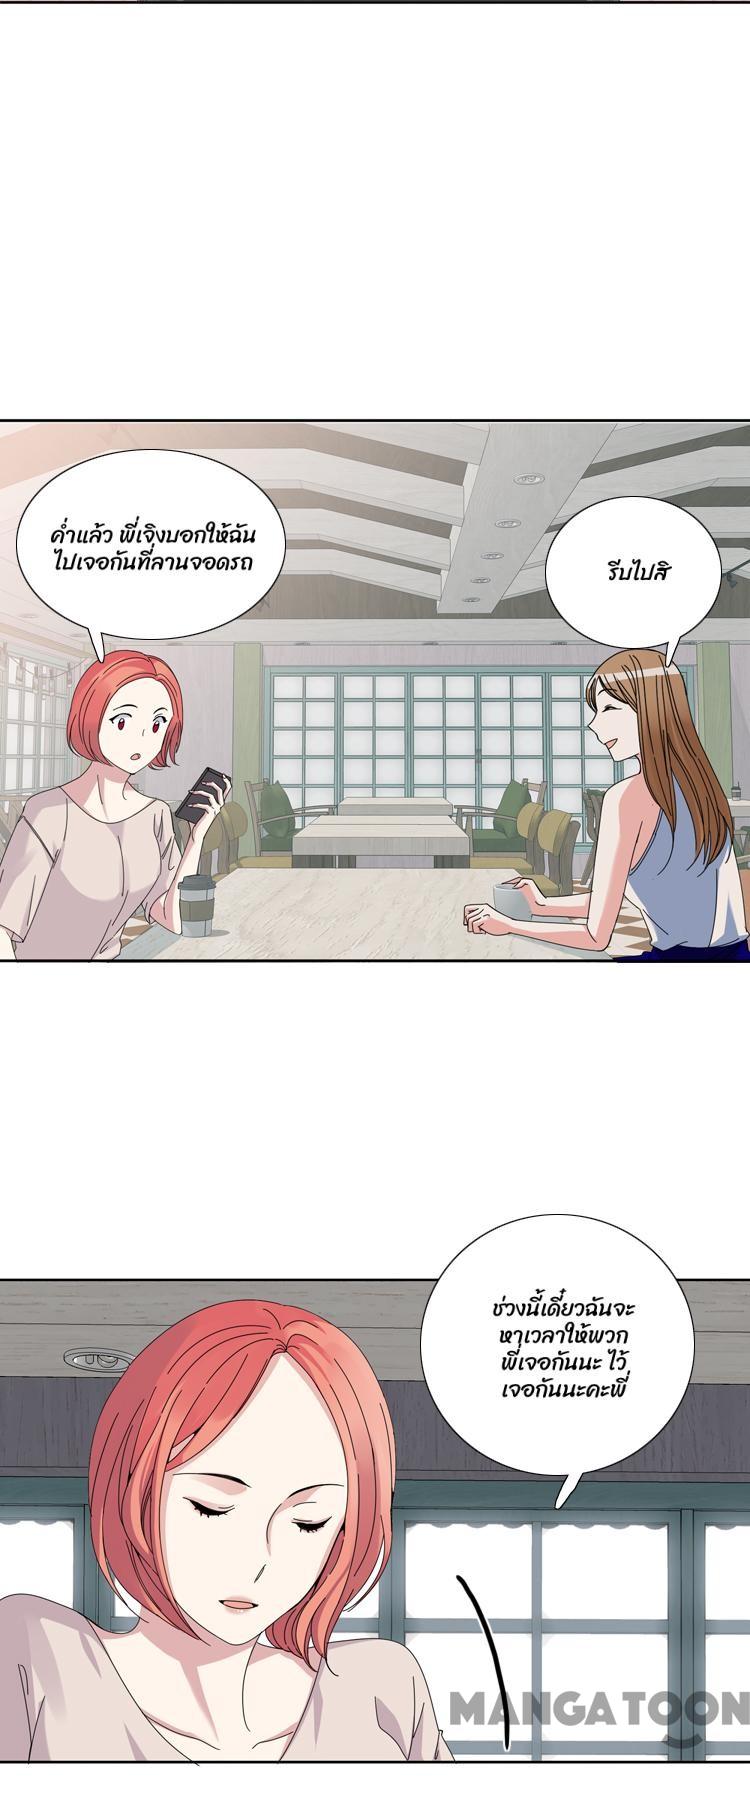 ค่ำแล้ว พี่เจิงบอกให้ฉัน
ไปเจอกันที่ลานจอดรถ
รีบไปสิ
ช่วงนี้เดี๋ยวฉันจะ
หาเวลาให้พวก
พี่เจอกันนะ ไว้
เจอกันนะคะพี่
MANGATOON